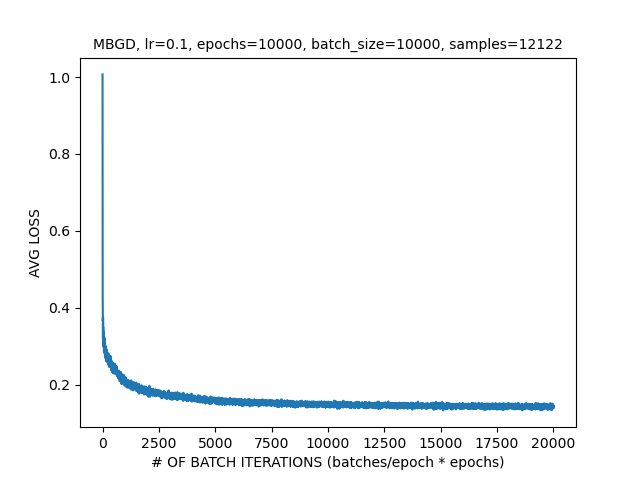 MBGD, lr=0.1, epochs=10000, batch_size=10000, samples=12122
1.0
0.8
0.6
0.4
0.2
AVG LOSS
0 2500 5000 7500 10000 12500 15000 17500 20000
# OF BATCH ITERATIONS (batches/epoch * epochs)